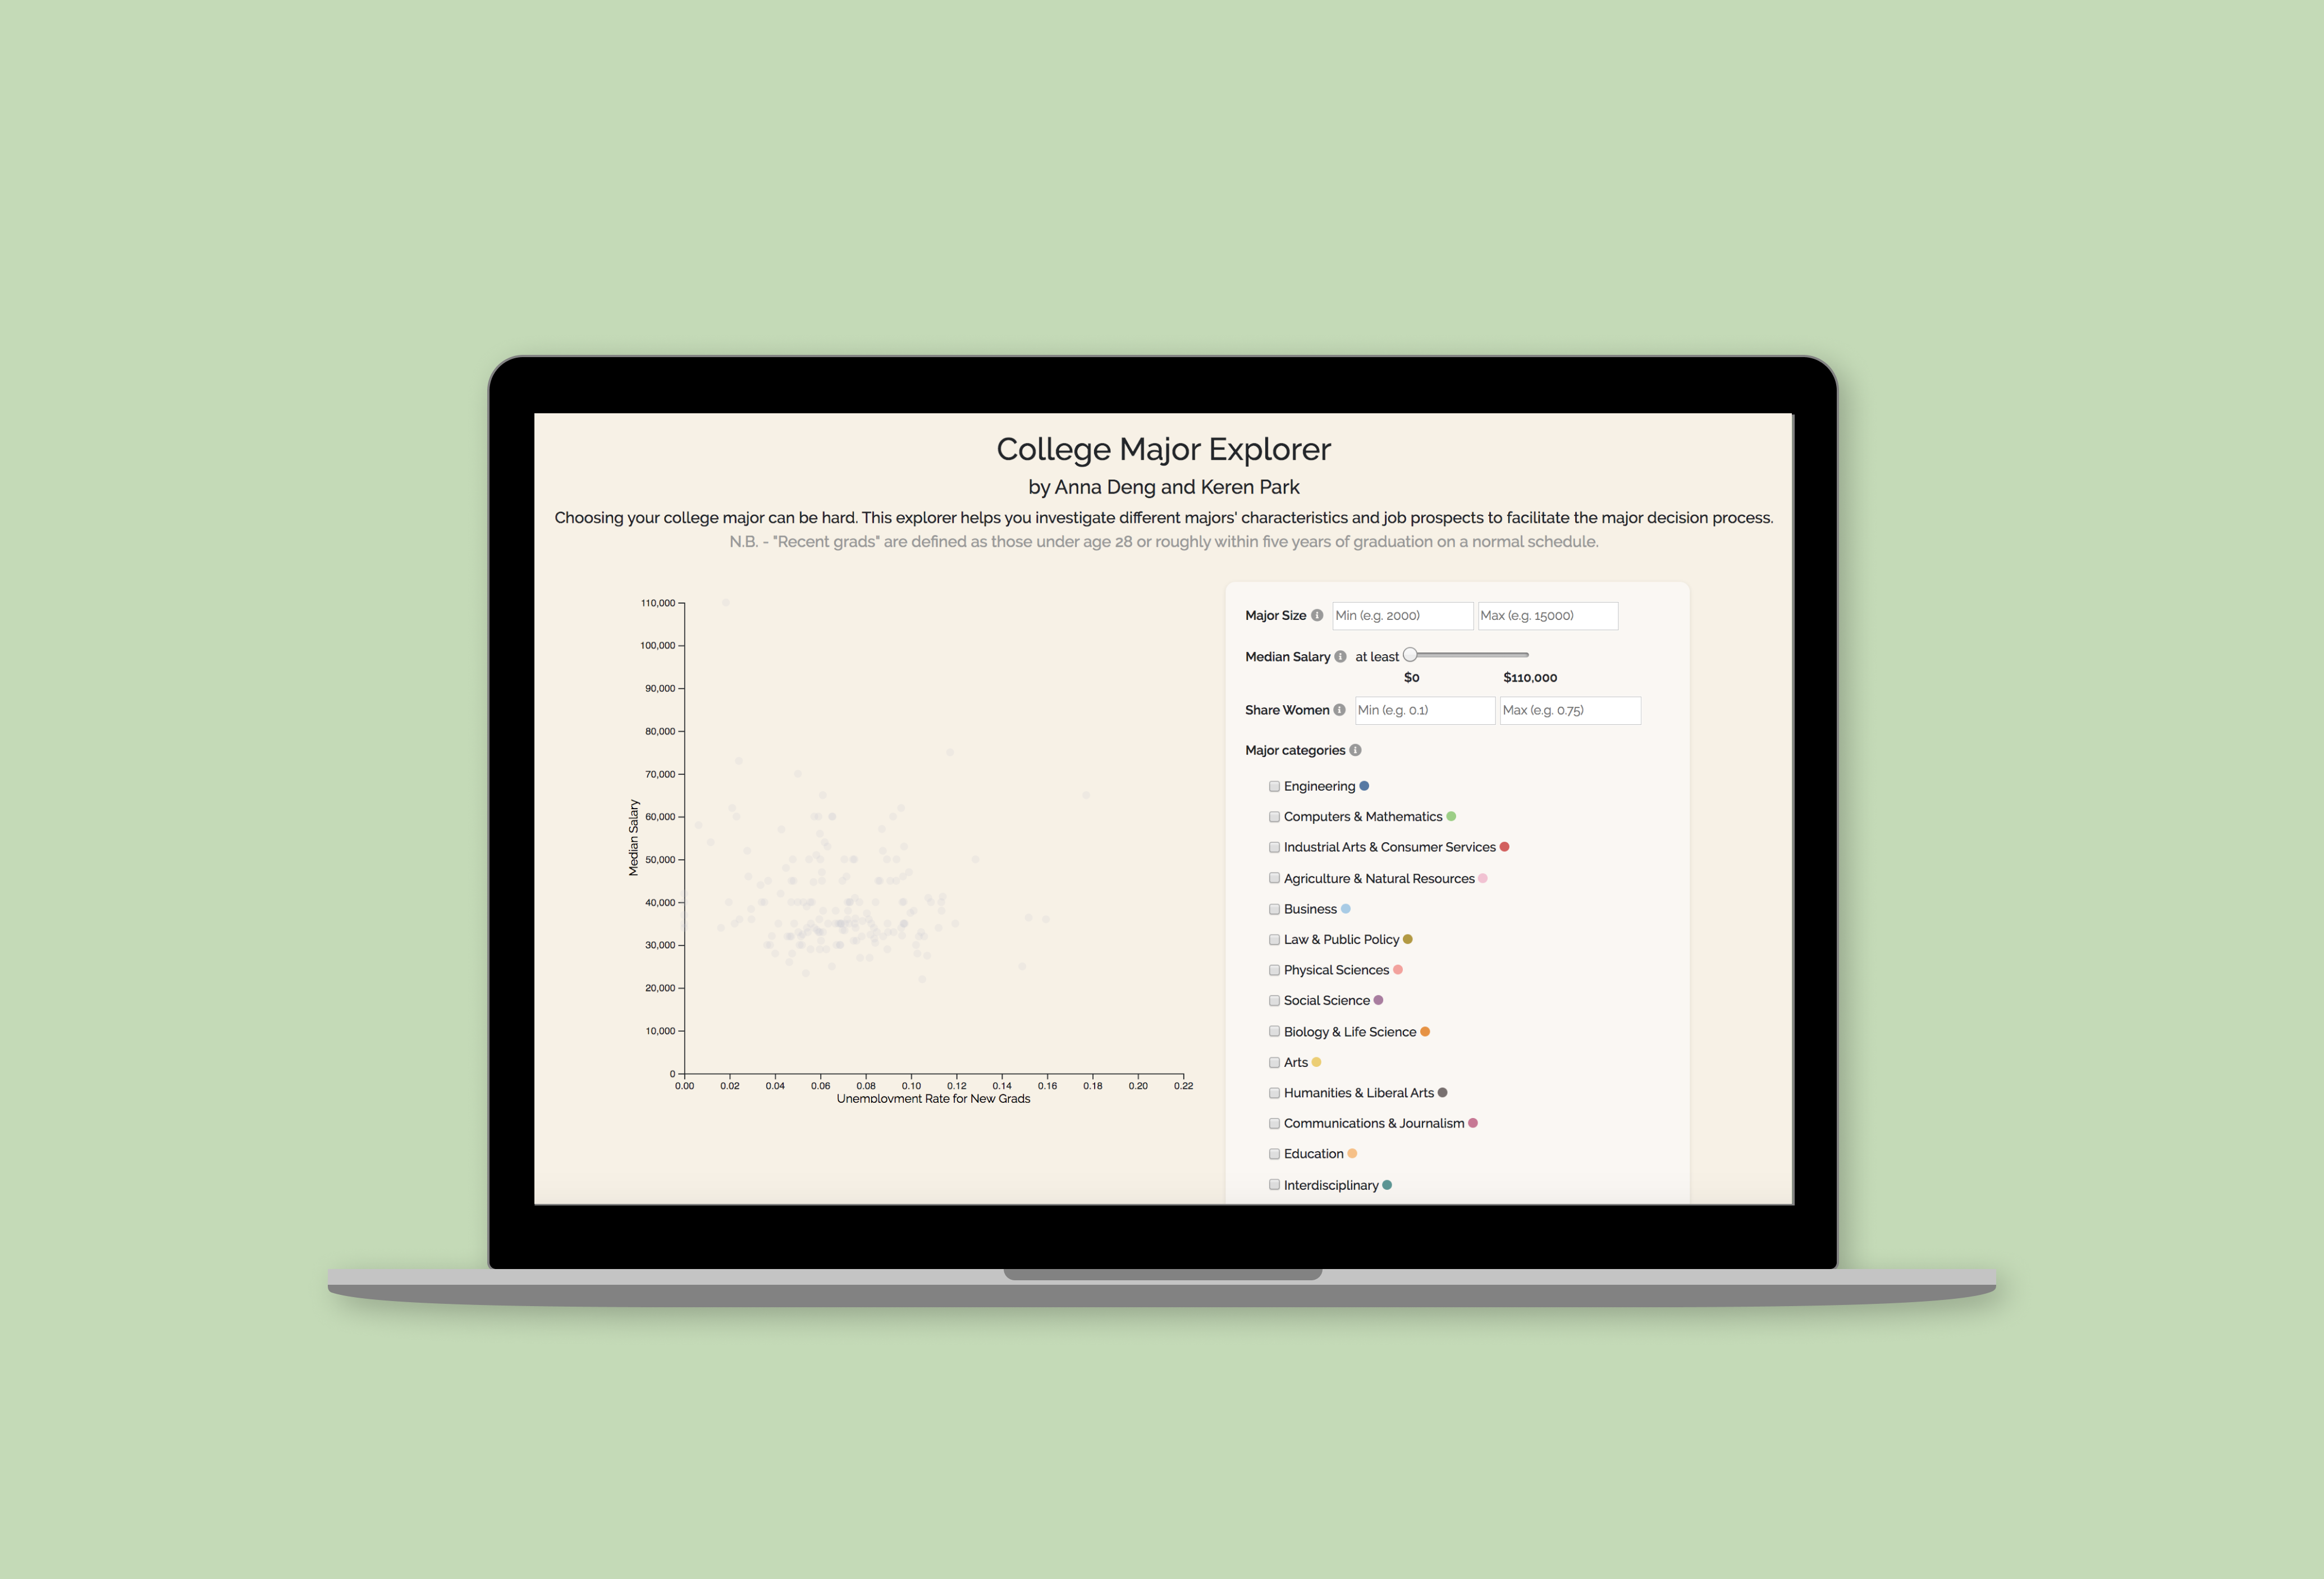 College Major Explorer
by Anna Deng and Keren Park
Choosing your college major can be hard. This explorer helps you investigate different majors' characteristics and job prospects to facilitate the major decision process.
N.B. - "Recent grads" are defined as those under age 28 or roughly within five years of graduation on a normal schedule.
110,000
100,000
90,000
80,000
70,000
60,000
50,000
40,000
30,000
20,000
10,000
0
Median Salary
0.00 0.02 0.04 0.06 0.08 0.10 0.12 0.14 0.16 0.18 0.20 0.22
Unemployment Rate for New Grads
Major Size i Min (e.g. 2000) Max (e.g. 15000)
Median Salary i at least
$0 $110,000
Share Women i Min (e.g. 0.1) Max (e.g. 0.75)
Major categories i
Engineering
Computers & Mathematics
Industrial Arts & Consumer Services
Agriculture & Natural Resources
Business
Law & Public Policy
Physical Sciences
Social Science
Biology & Life Science
Arts
Humanities & Liberal Arts
Communications & Journalism
Education
Interdisciplinary